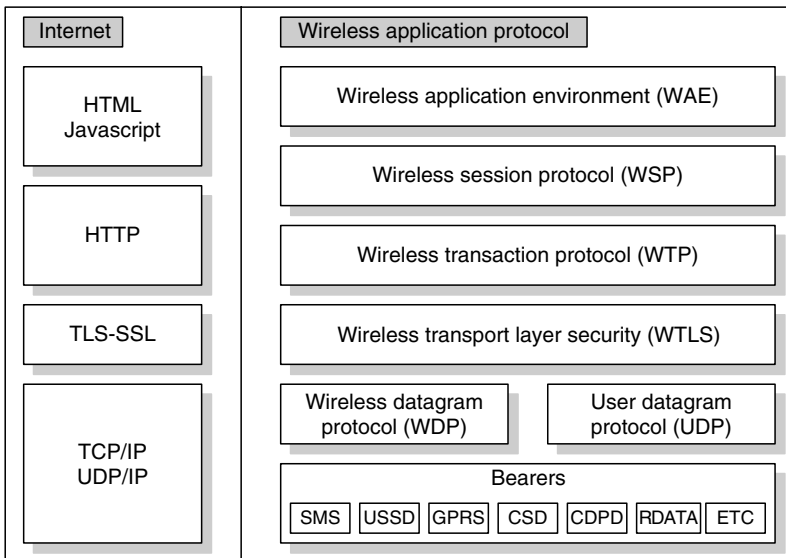 Internet
HTML
Javascript
HTTP
TLS-SSL
TCP/IP
UDP/IP
Wireless application protocol
Wireless application environment (WAE)
Wireless session protocol (WSP)
Wireless transaction protocol (WTP)
Wireless transport layer security (WTLS)
Wireless datagram
protocol (WDP)
User datagram
protocol (UDP)
Bearers
SMS USSD GPRS CSD CDPD RDATA ETC